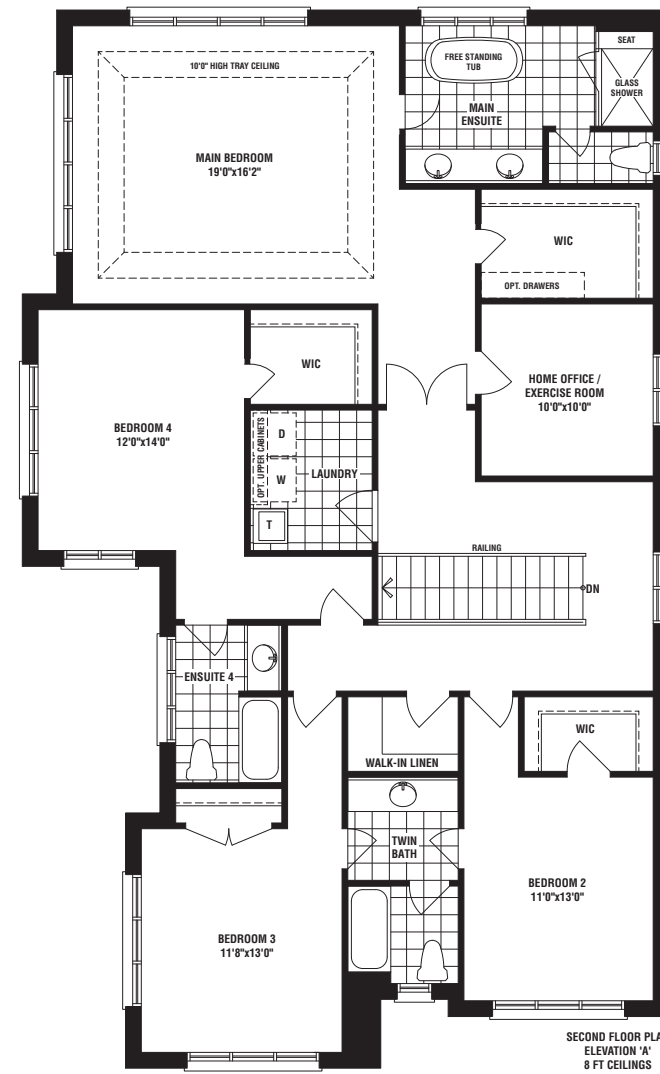 10'0" HIGH TRAY CEILING
MAIN BEDROOM
19'0"x16'2"
FREE STANDING
TUB
SEAT
GLASS
SHOWER
MAIN
ENSUITE
WIC
OPT. DRAWERS
HOME OFFICE /
EXERCISE ROOM
10'0"x10'0"
WIC
BEDROOM 4
12'0"x14'0"
OPT. UPPER CABINETS
D
W
T
LAUNDRY
RAILING
DN
ENSUITE 4
WALK-IN LINEN
WIC
TWIN
BATH
BEDROOM 2
11'0"x13'0"
BEDROOM 3
11'8"x13'0"
SECOND FLOOR PLA
ELEVATION 'A'
8 FT CEILINGS